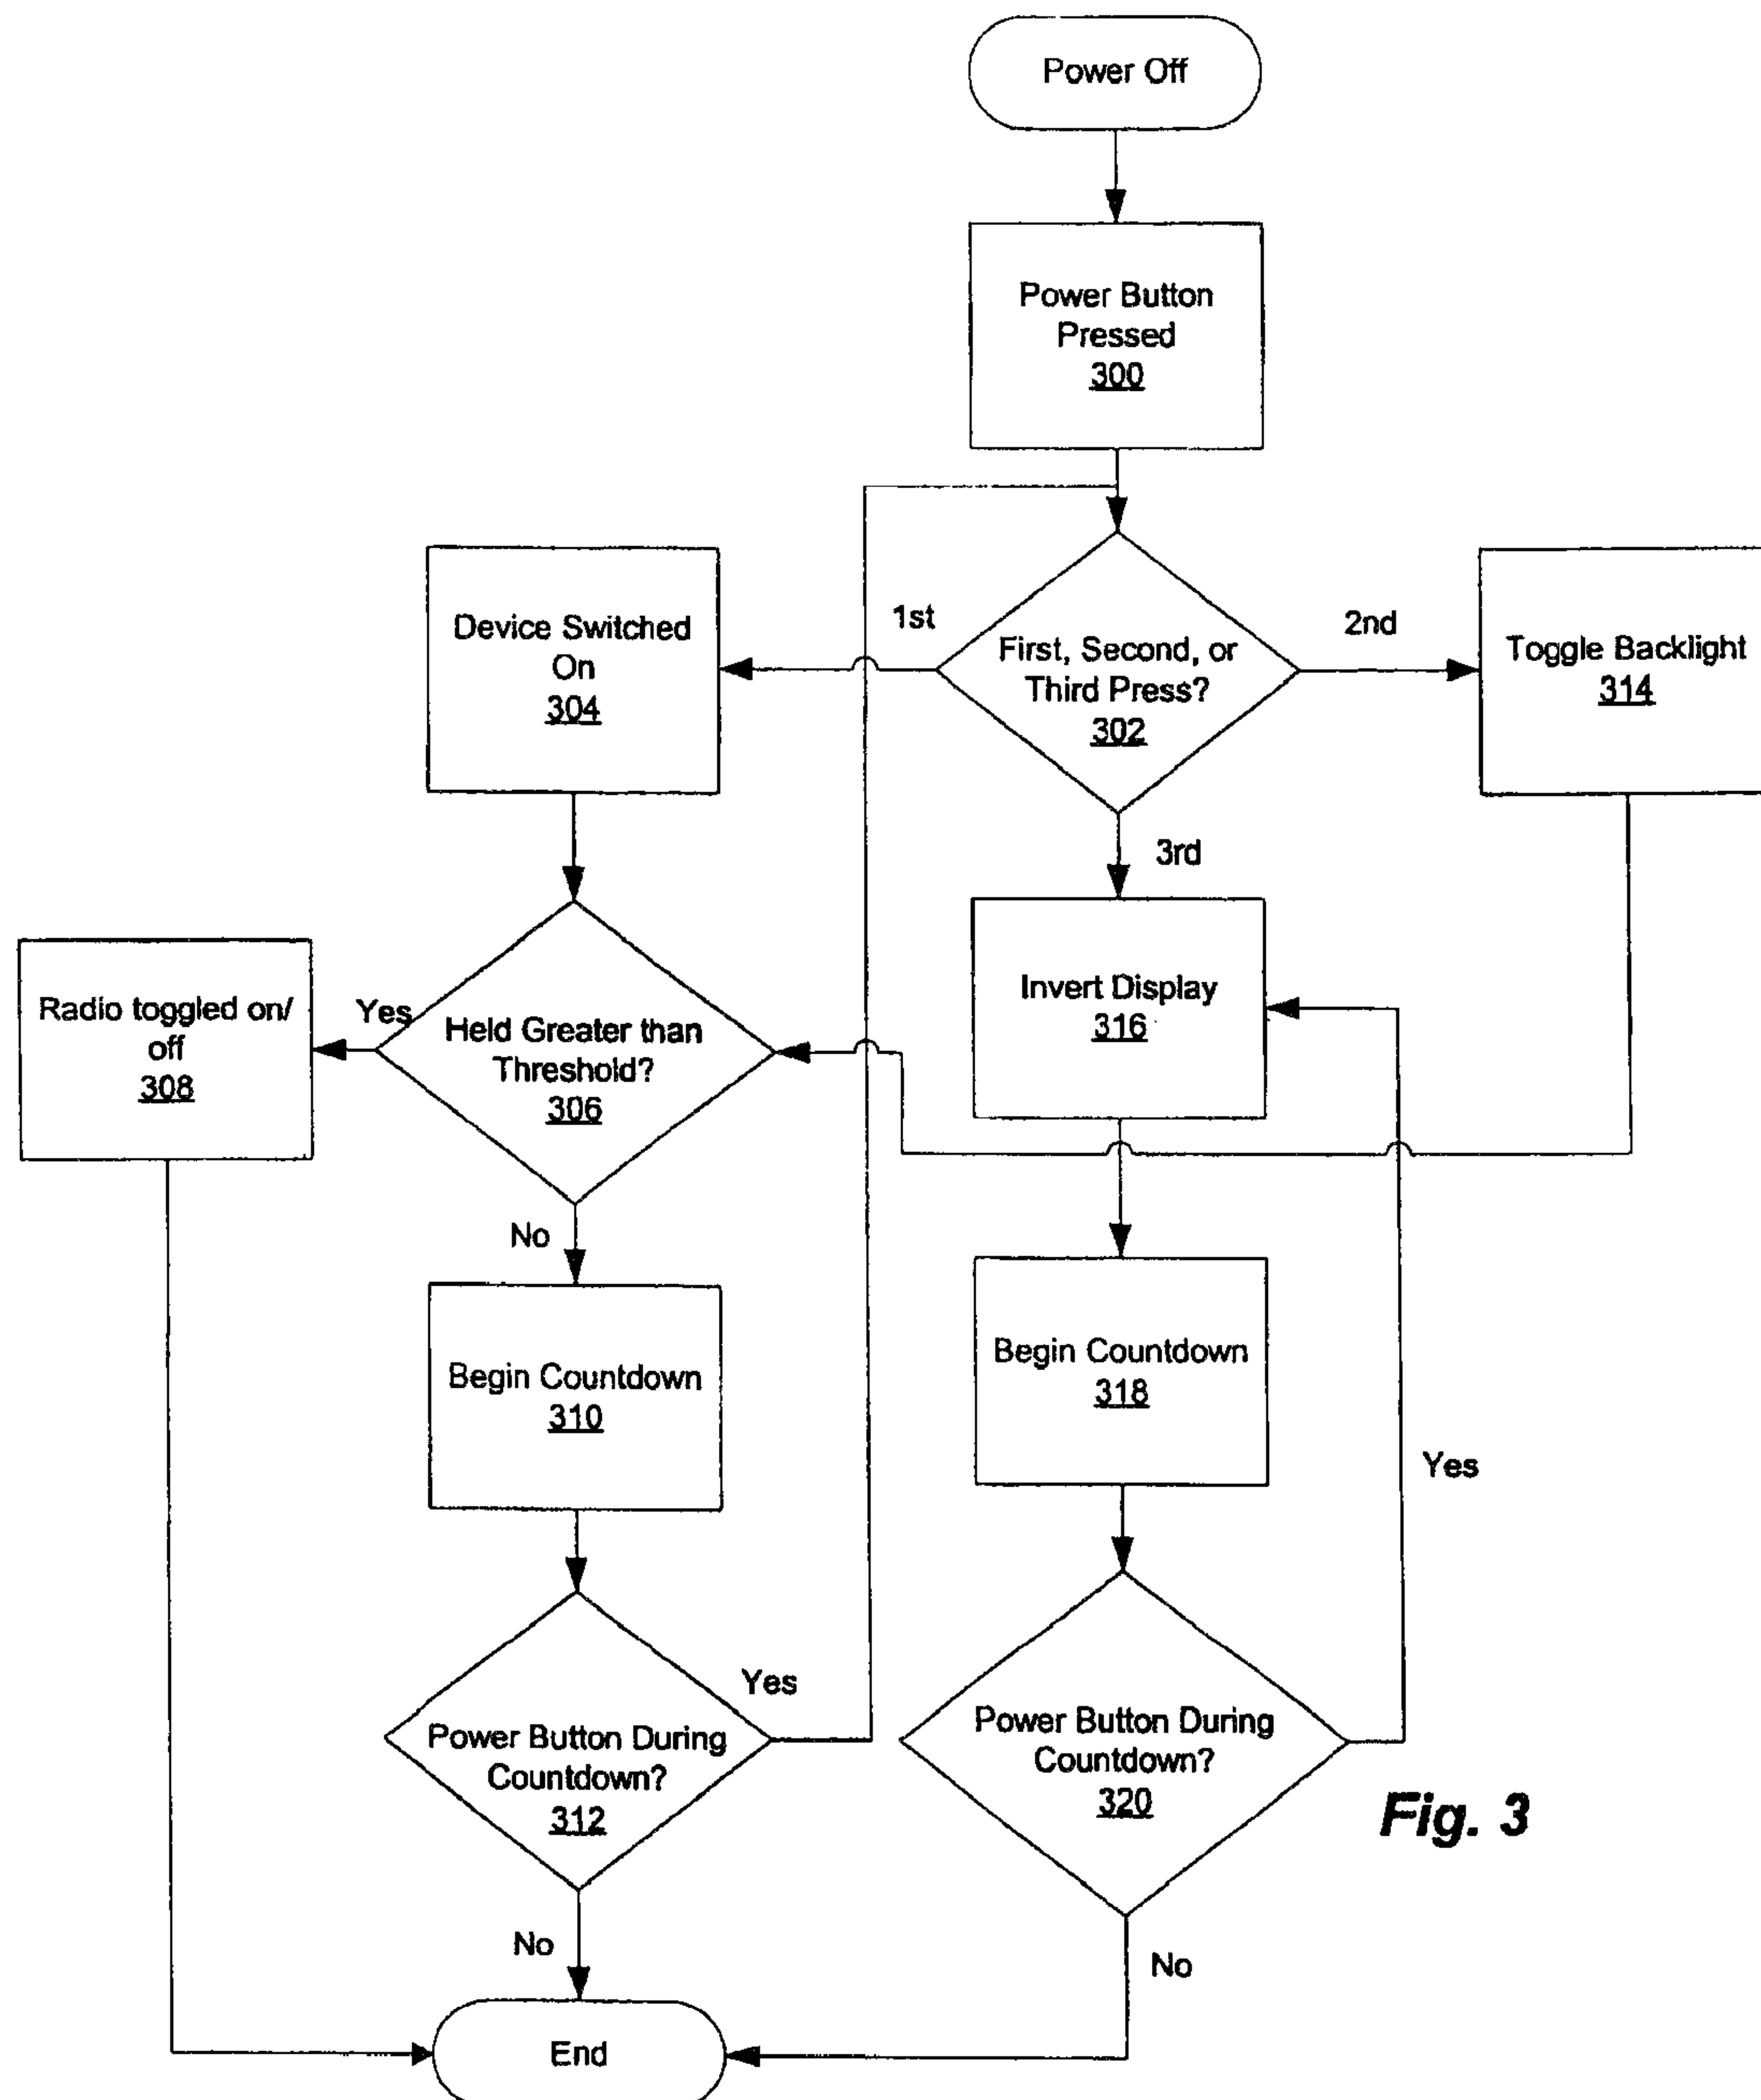 Power Off
Power Button
Pressed
300
1st
First, Second, or
Third Press?
302
2nd
Device Switched
On
304
Toggle Backlight
314
3rd
Radio toggled on/
off
308
Yes
Held Greater than
Threshold?
306
Invert Display
316
No
Begin Countdown
310
Begin Countdown
318
Yes
Yes
Power Button During
Countdown?
312
Power Button During
Countdown?
320
Fig. 3
No
No
End